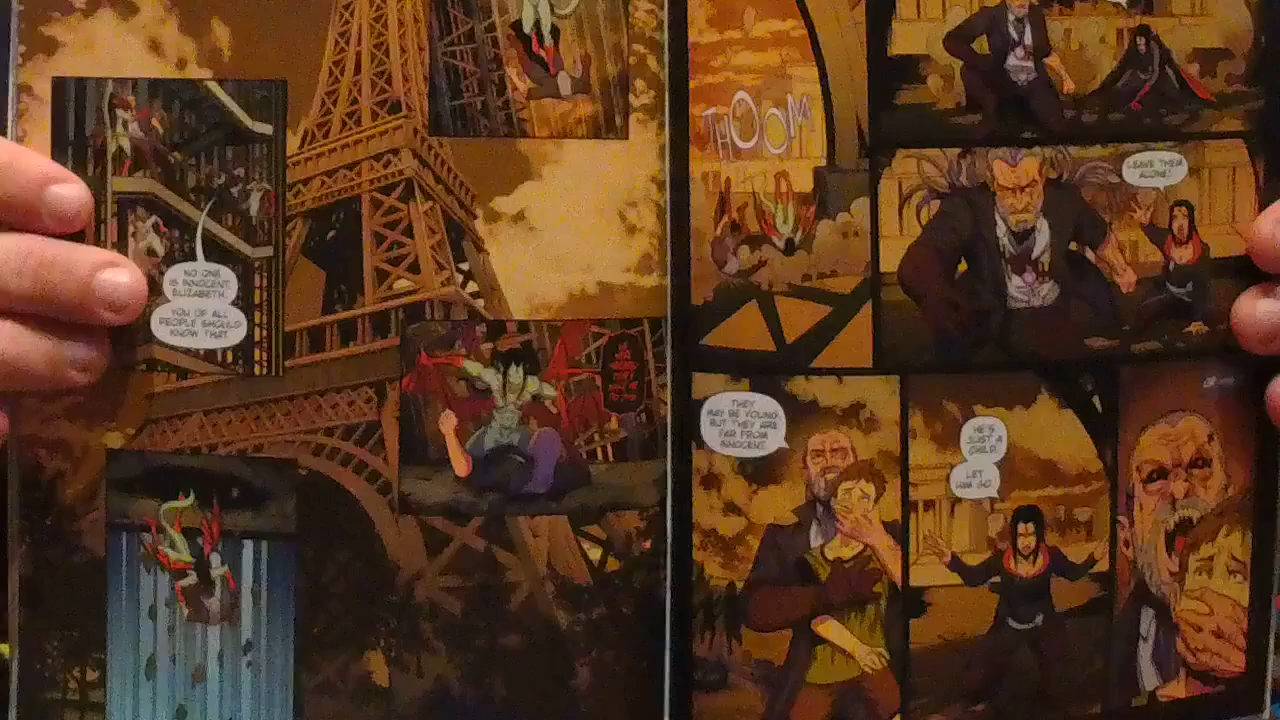 NO ONE
IS INNOCENT,
ELIZABETH.
YOU OF ALL
PEOPLE SHOULD
KNOW THAT.
THOOM
LEAVE THEM
ALONE!
THEY
MAY BE YOUNG,
BUT THEY ARE
FAR FROM
INNOCENT.
HE'S
JUST A
CHILD.
LET
HIM GO.